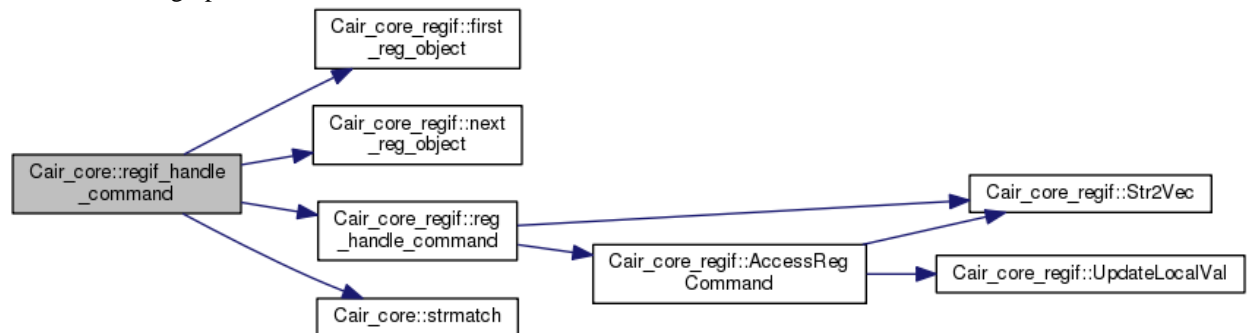 Cair_core_regif::first
_reg_object
Cair_core_regif::next
_reg_object
Cair_core::regif_handle
_command
Cair_core_regif::reg
_handle_command
Cair_core::strmatch
Cair_core_regif::AccessReg
Command
Cair_core_regif::Str2Vec
Cair_core_regif::UpdateLocalVal